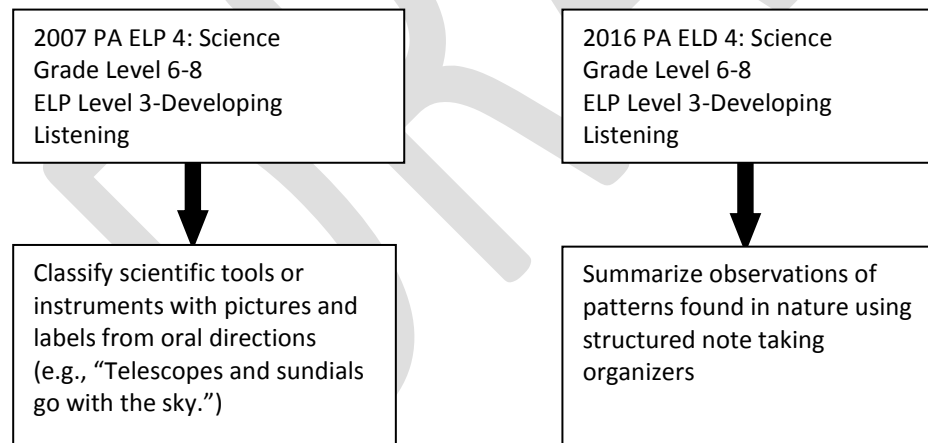 2007 PA ELP 4: Science
Grade Level 6-8
ELP Level 3-Developing
Listening
Classify scientific tools or
instruments with pictures and
labels from oral directions
(e.g., “Telescopes and sundials
go with the sky.”)
2016 PA ELD 4: Science
Grade Level 6-8
ELP Level 3-Developing
Listening
Summarize observations of
patterns found in nature using
structured note taking
organizers